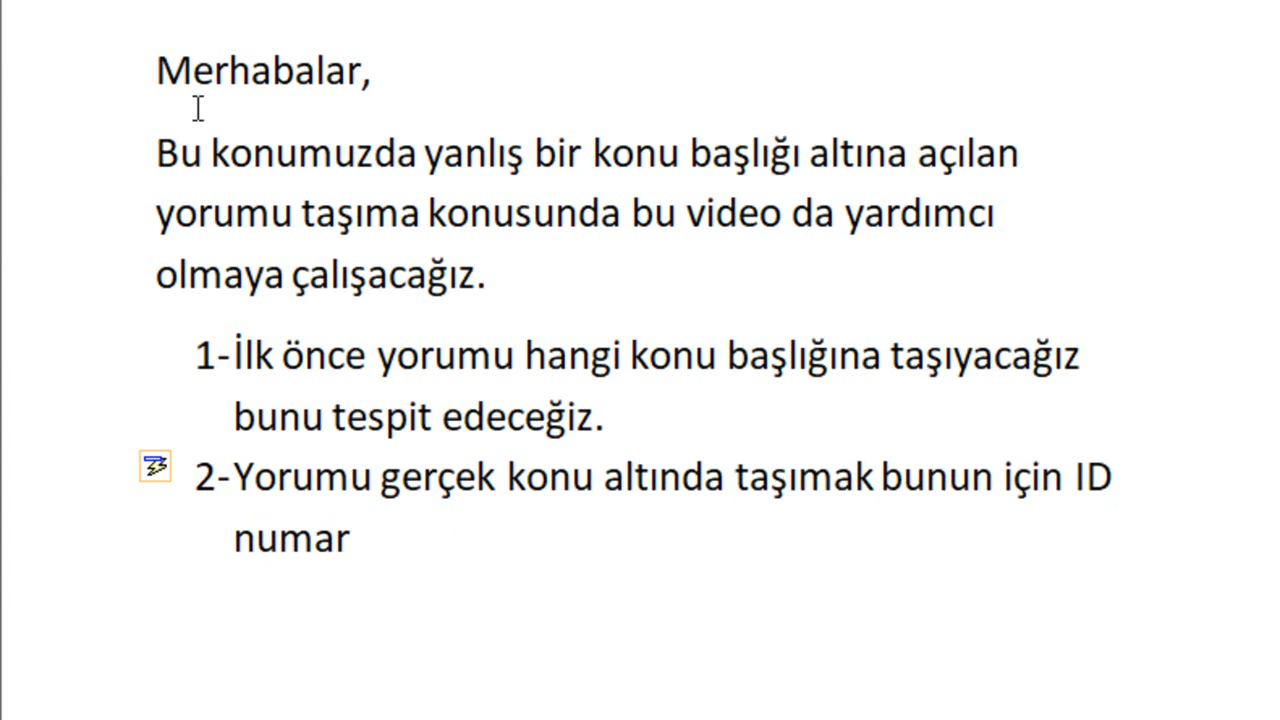 Merhabalar,
Bu konumuzda yanlış bir konu başlığı altına açılan
yorumu taşıma konusunda bu video da yardımcı
olmaya çalışacağız.
1-İlk önce yorumu hangi konu başlığına taşıyacağız
bunu tespit edeceğiz.
2-Yorumu gerçek konu altında taşımak bunun için ID
numar